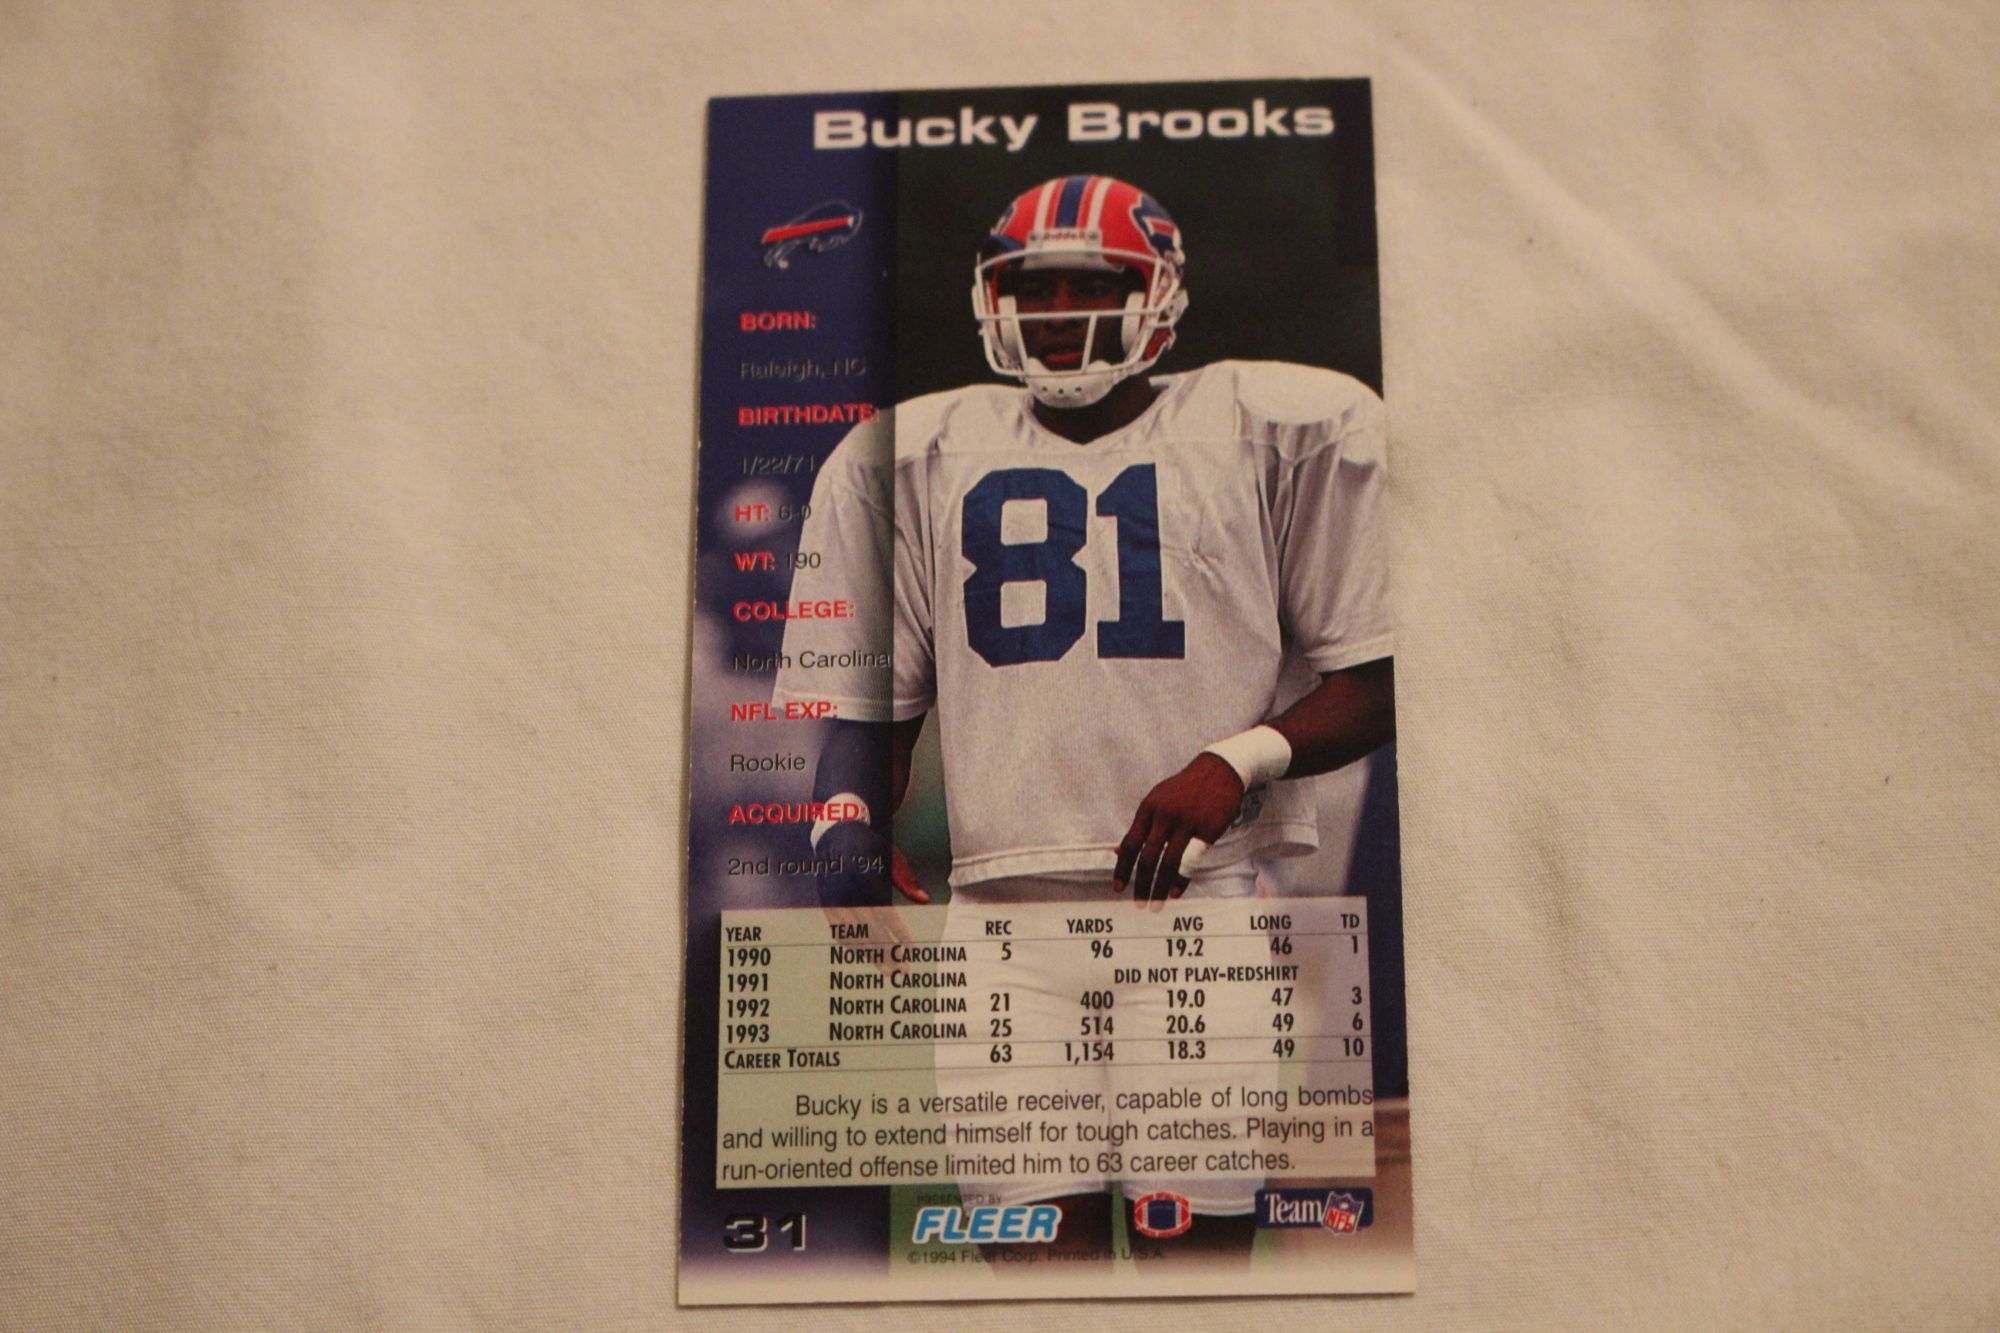 Bucky Brooks
BORN:
Raleigh, NC
BIRTHDATE:
1/22/71
HT: 6-0
WT: 190
COLLEGE:
North Carolina
NFL EXP:
Rookie
ACQUIRED:
2nd round '94
81
YEAR TEAM REC YARDS AVG LONG TD
1990 NORTH CAROLINA 5 96 19.2 46 1
1991 NORTH CAROLINA DID NOT PLAY-REDSHIRT
1992 NORTH CAROLINA 21 400 19.0 47 3
1993 NORTH CAROLINA 25 514 20.6 49 6
CAREER TOTALS 63 1,154 18.3 49 10
Bucky is a versatile receiver, capable of long bombs
and willing to extend himself for tough catches. Playing in a
run-oriented offense limited him to 63 career catches.
31
PRESENTED BY
FLEER
Team NFL
©1994 Fleer Corp. Printed in U.S.A.